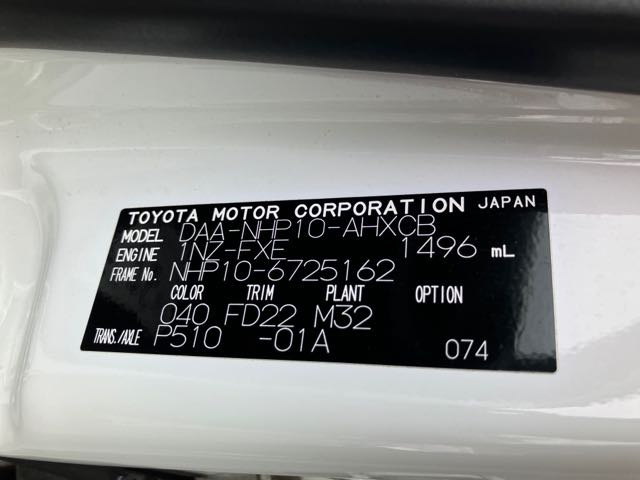 TOYOTA MOTOR CORPORATION JAPAN
MODEL DAA-NHP10-AHXCB
ENGINE 1NZ-FXE 1496 mL
FRAME No. NHP10-6725162
COLOR TRIM PLANT OPTION
040 FD22 M32
TRANS./AXLE P510 -01A 074